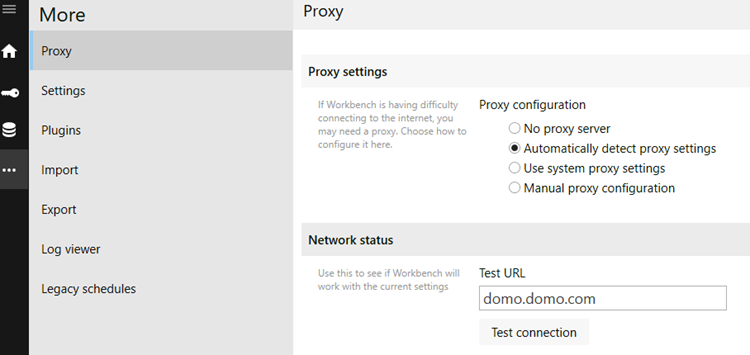 More
Proxy
Settings
Plugins
Import
Export
Log viewer
Legacy schedules
Proxy
Proxy settings
If Workbench is having difficulty
connecting to the internet, you
may need a proxy. Choose how to
configure it here.
Proxy configuration
No proxy server
Automatically detect proxy settings
Use system proxy settings
Manual proxy configuration
Network status
Use this to see if Workbench will
work with the current settings
Test URL
domo.domo.com
Test connection